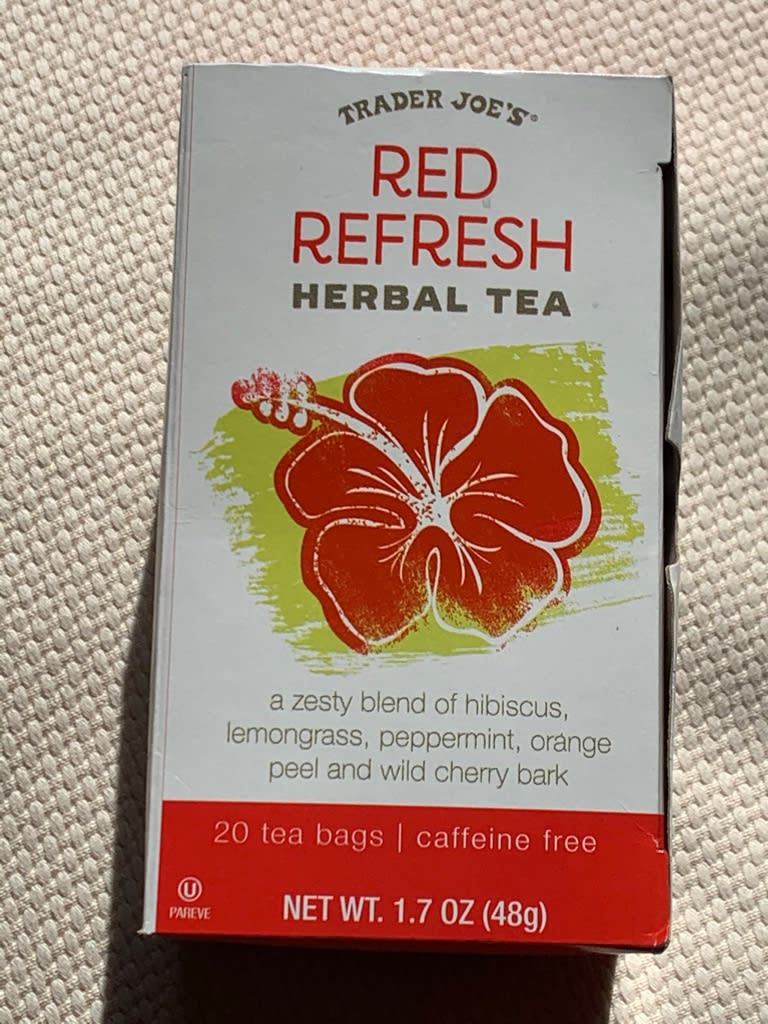 TRADER JOE'S®
RED
REFRESH
HERBAL TEA
a zesty blend of hibiscus,
lemongrass, peppermint, orange
peel and wild cherry bark
20 tea bags | caffeine free
U
PAREVE
NET WT. 1.7 OZ (48g)